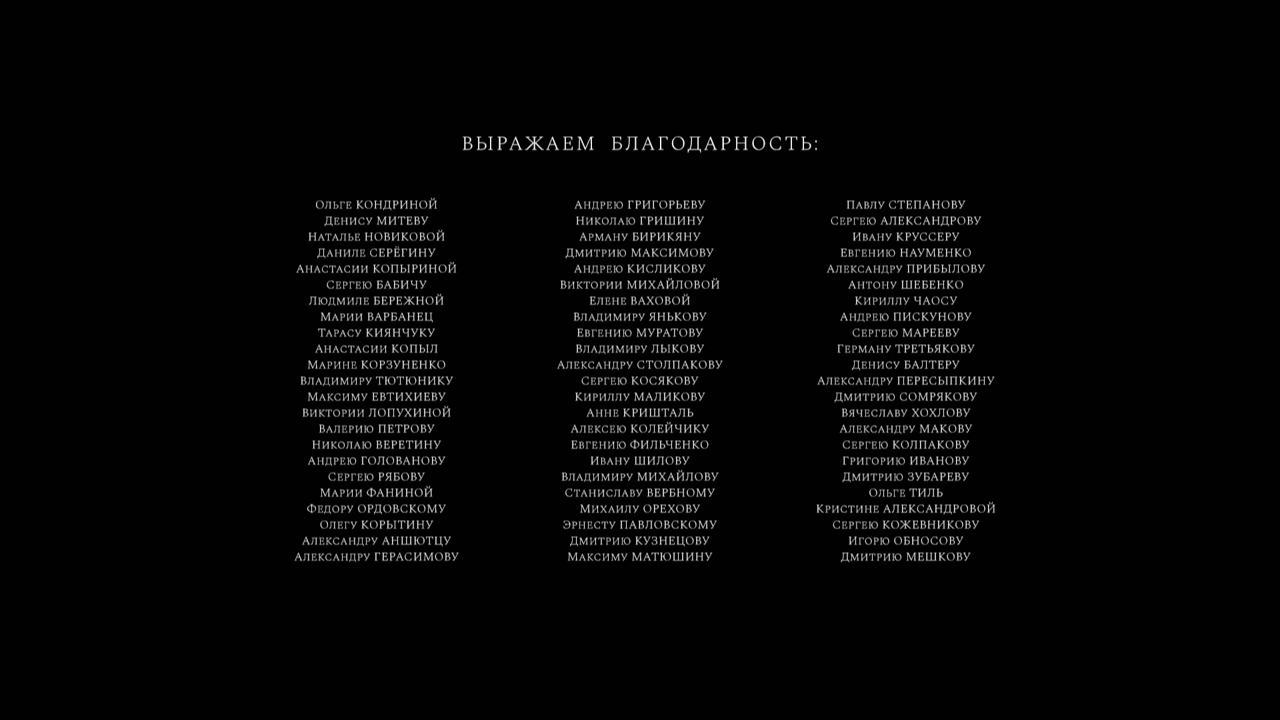 ВЫРАЖАЕМ БЛАГОДАРНОСТЬ:
Ольге КОНДРИНОЙ
Денису МИТЕВУ
Наталье НОВИКОВОЙ
Даниле СЕРЁГИНУ
Анастасии КОПЫРИНОЙ
Сергею БАБИЧУ
Людмиле БЕРЕЖНОЙ
Марии ВАРБАНЕЦ
Тарасу КИЯНЧУКУ
Анастасии КОПЫЛ
Марине КОРЗУНЕНКО
Владимиру ТЮТЮНИКУ
Максиму ЕВТИХИЕВУ
Виктории ЛОПУХИНОЙ
Валерию ПЕТРОВУ
Николаю ВЕРЕТИНУ
Андрею ГОЛОВАНОВУ
Сергею РЯБОВУ
Марии ФАНИНОЙ
Федору ОРДОВСКОМУ
Олегу КОРЫТИНУ
Александру АНШЮТЦУ
Александру ГЕРАСИМОВУ
Андрею ГРИГОРЬЕВУ
Николаю ГРИШИНУ
Арману БИРИКЯНУ
Дмитрию МАКСИМОВУ
Андрею КИСЛИКОВУ
Виктории МИХАЙЛОВОЙ
Елене ВАХОВОЙ
Владимиру ЯНЬКОВУ
Евгению МУРАТОВУ
Владимиру ЛЫКОВУ
Александру СТОЛПАКОВУ
Сергею КОСЯКОВУ
Кириллу МАЛИКОВУ
Анне КРИШТАЛЬ
Алексею КОЛЕЙЧИКУ
Евгению ФИЛЬЧЕНКО
Ивану ШИЛОВУ
Владимиру МИХАЙЛОВУ
Станиславу ВЕРБНОМУ
Михаилу ОРЕХОВУ
Эрнесту ПАВЛОВСКОМУ
Дмитрию КУЗНЕЦОВУ
Максиму МАТЮШИНУ
Павлу СТЕПАНОВУ
Сергею АЛЕКСАНДРОВУ
Ивану КРУССЕРУ
Евгению НАУМЕНКО
Александру ПРИБЫЛОВУ
Антону ШЕБЕНКО
Кириллу ЧАОСУ
Андрею ПИСКУНОВУ
Сергею МАРЕЕВУ
Герману ТРЕТЬЯКОВУ
Денису БАЛТЕРУ
Александру ПЕРЕСЫПКИНУ
Дмитрию СОМРЯКОВУ
Вячеславу ХОХЛОВУ
Александру МАКОВУ
Сергею КОЛПАКОВУ
Григорию ИВАНОВУ
Дмитрию ЗУБАРЕВУ
Ольге ТИЛЬ
Кристине АЛЕКСАНДРОВОЙ
Сергею КОЖЕВНИКОВУ
Игорю ОБНОСОВУ
Дмитрию МЕШКОВУ